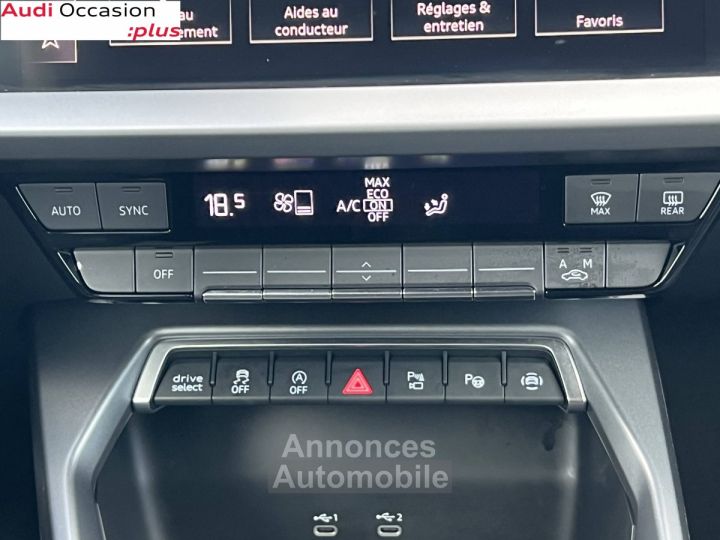 Audi Occasion
:plus
Aides au
conducteur
Réglages &
entretien
Favoris
AUTO
SYNC
18.5
MAX
ECO
A/C ON
OFF
MAX
REAR
OFF
A M
drive
select
OFF
A
OFF
P
P
Annonces
Automobile
1
2